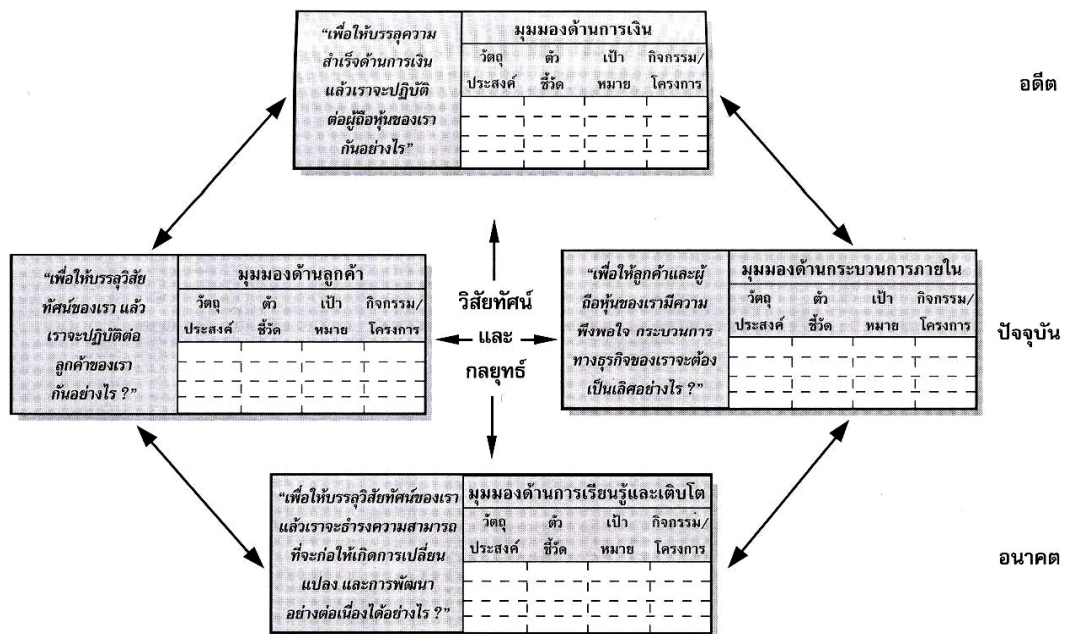 “เพื่อให้บรรลุความ
สำเร็จด้านการเงิน
แล้วเราจะปฏิบัติ
ต่อผู้ถือหุ้นของเรา
กันอย่างไร”
มุมมองด้านการเงิน
วัตถุ ตัว เป้า กิจกรรม/
ประสงค์ ชี้วัด หมาย โครงการ
อดีต
“เพื่อให้บรรลุวิสัย
ทัศน์ของเรา แล้ว
เราจะปฏิบัติต่อ
ลูกค้าของเรา
กันอย่างไร ?”
มุมมองด้านลูกค้า
วัตถุ ตัว เป้า กิจกรรม/
ประสงค์ ชี้วัด หมาย โครงการ
วิสัยทัศน์
และ
กลยุทธ์
“เพื่อให้ลูกค้าและผู้
ถือหุ้นของเรามีความ
พึงพอใจ กระบวนการ
ทางธุรกิจของเราจะต้อง
เป็นเลิศอย่างไร ?”
มุมมองด้านกระบวนการภายใน
วัตถุ ตัว เป้า กิจกรรม/
ประสงค์ ชี้วัด หมาย โครงการ
ปัจจุบัน
“เพื่อให้บรรลุวิสัยทัศน์ของเรา
แล้วเราจะธำรงความสามารถ
ที่จะก่อให้เกิดการเปลี่ยน
แปลง และการพัฒนา
อย่างต่อเนื่องได้อย่างไร ?”
มุมมองด้านการเรียนรู้และเติบโต
วัตถุ ตัว เป้า กิจกรรม/
ประสงค์ ชี้วัด หมาย โครงการ
อนาคต